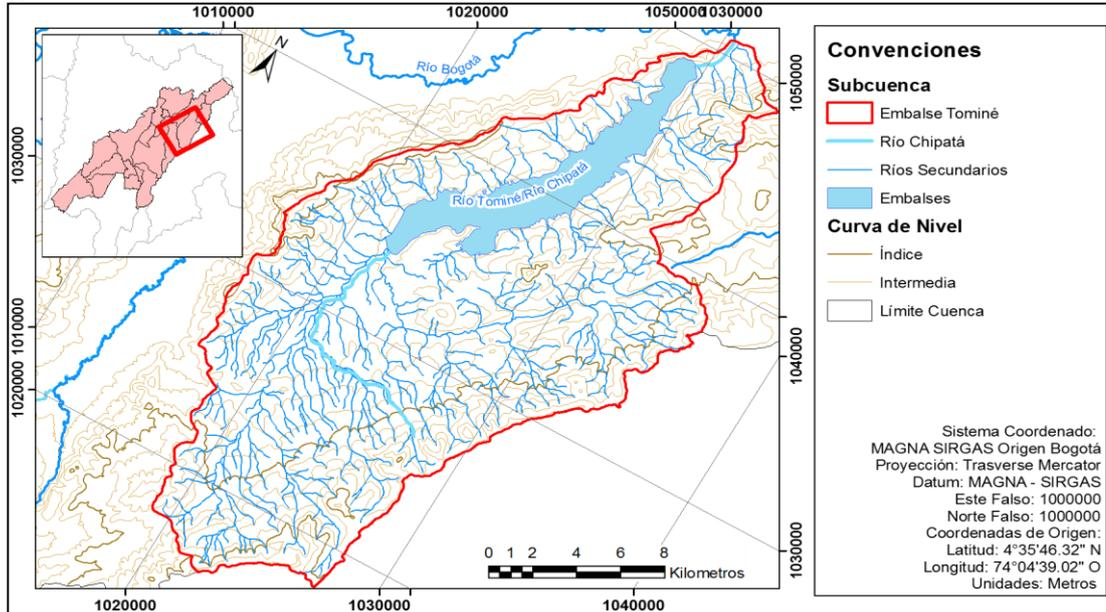 1010000
1020000
1050000
1030000
N
Río Bogotá
Río Tominé/Río Chipatá
1030000
1010000
1020000
1050000
1040000
1030000
0 1 2 4 6 8
Kilometros
1020000
1030000
1040000
Convenciones
Subcuenca
Embalse Tominé
Río Chipatá
Ríos Secundarios
Embalses
Curva de Nivel
Índice
Intermedia
Límite Cuenca
Sistema Coordenado:
MAGNA SIRGAS Origen Bogotá
Proyección: Trasverse Mercator
Datum: MAGNA - SIRGAS
Este Falso: 1000000
Norte Falso: 1000000
Coordenadas de Origen:
Latitud: 4°35'46.32" N
Longitud: 74°04'39.02" O
Unidades: Metros